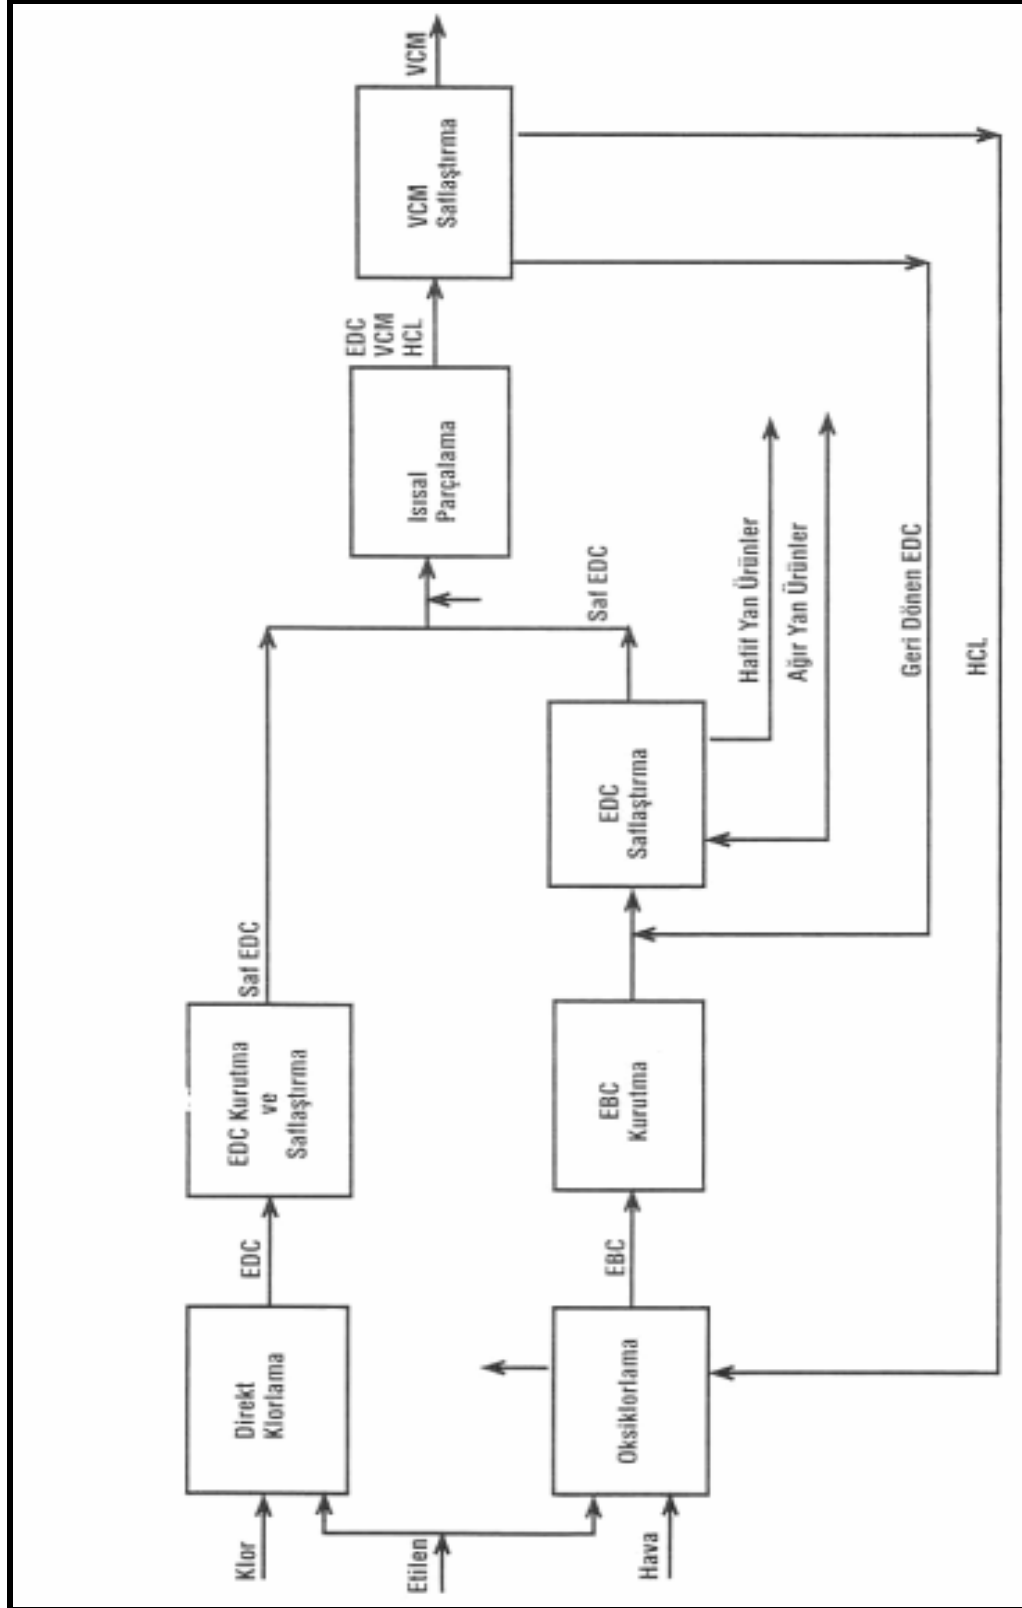 Klor
Etilen
Hava
Direkt
Klorlama
EDC
EDC Kurutma
ve
Saflaştırma
Saf EDC
Oksiklorlama
EBC
EBC
Kurutma
EDC
Saflaştırma
Saf EDC
Hafif Yan Ürünler
Ağır Yan Ürünler
Isısal
Parçalama
EDC
VCM
HCL
VCM
Saflaştırma
VCM
Geri Dönen EDC
HCL